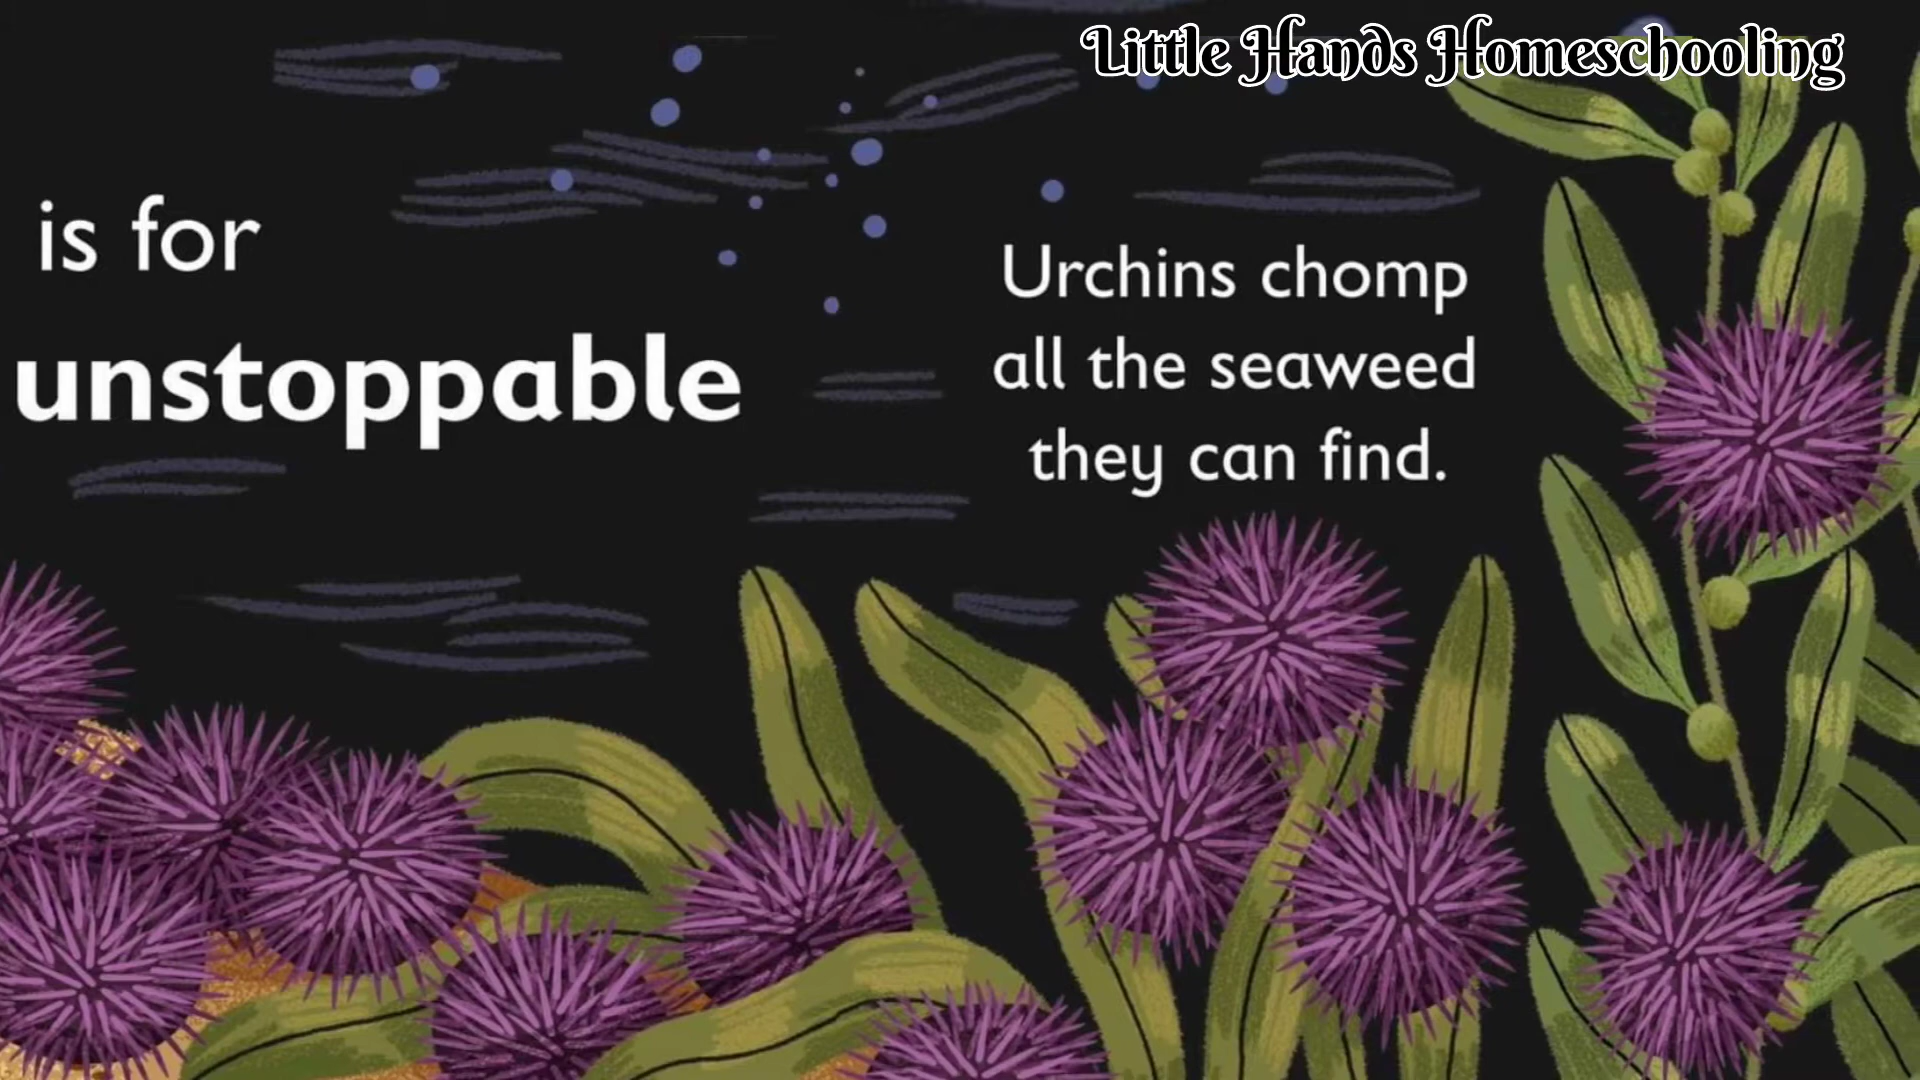 Little Hands Homeschooling
is for
unstoppable
Urchins chomp
all the seaweed
they can find.